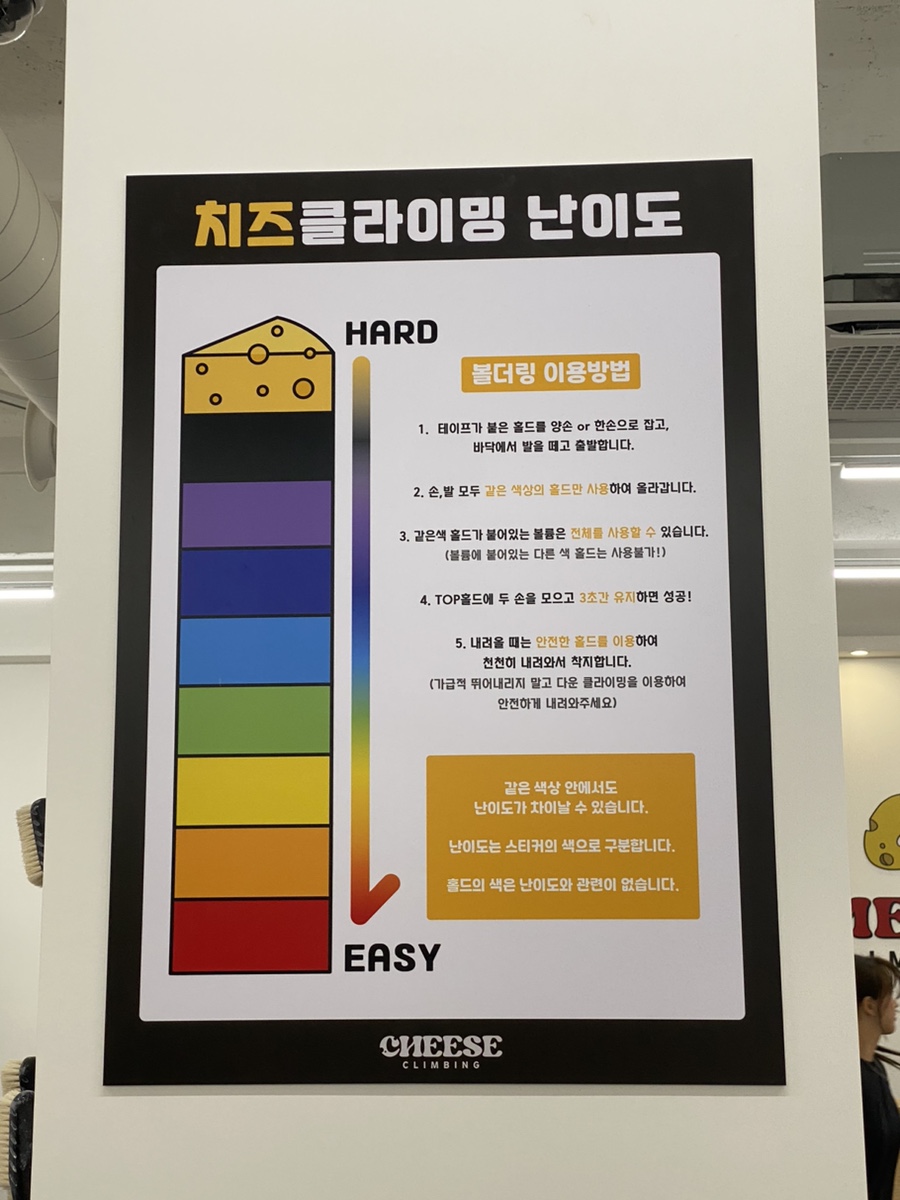 치즈클라이밍 난이도
HARD
볼더링 이용방법
1. 테이프가 붙은 홀드를 양손 or 한손으로 잡고,
바닥에서 발을 떼고 출발합니다.
2. 손,발 모두 같은 색상의 홀드만 사용하여 올라갑니다.
3. 같은색 홀드가 붙어있는 볼륨은 전체를 사용할 수 있습니다.
(볼륨에 붙어있는 다른 색 홀드는 사용불가!)
4. TOP홀드에 두 손을 모으고 3초간 유지하면 성공!
5. 내려올 때는 안전한 홀드를 이용하여
천천히 내려와서 착지합니다.
(가급적 뛰어내리지 말고 다운 클라이밍을 이용하여
안전하게 내려와주세요)
같은 색상 안에서도
난이도가 차이날 수 있습니다.
난이도는 스티커의 색으로 구분합니다.
홀드의 색은 난이도와 관련이 없습니다.
EASY
CHEESE
CLIMBING